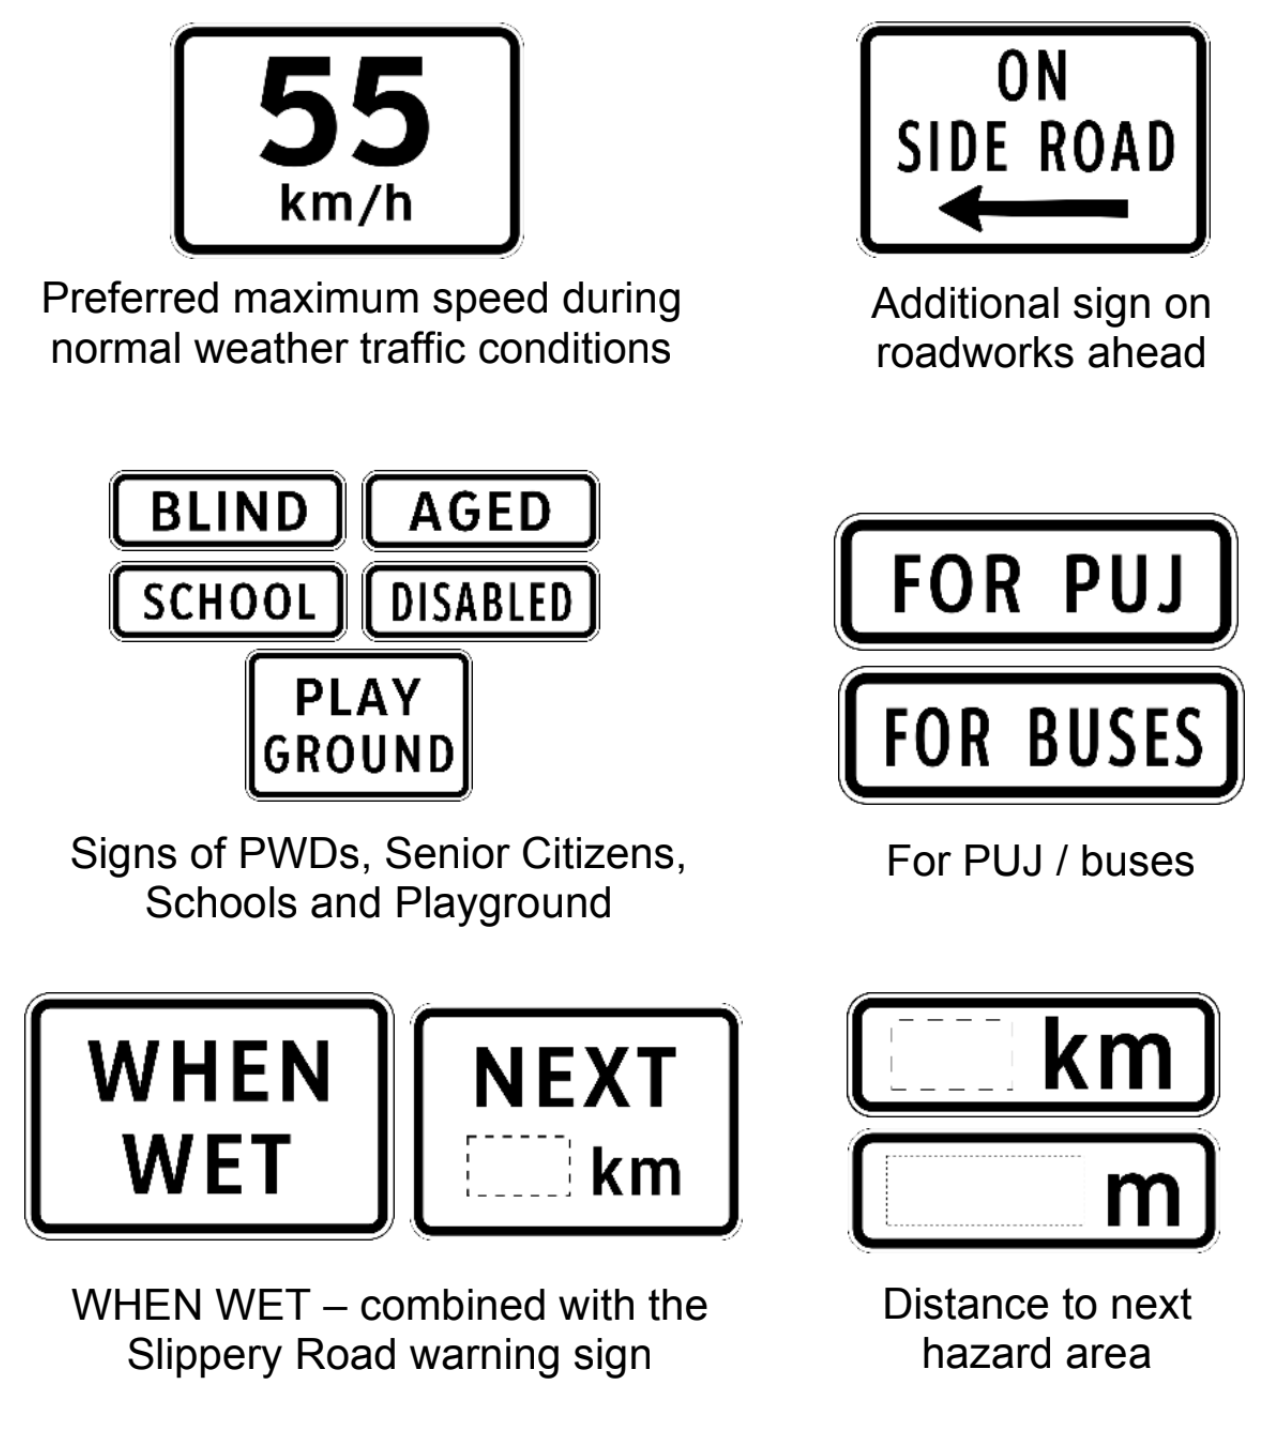 55
km/h
Preferred maximum speed during
normal weather traffic conditions
ON
SIDE ROAD
Additional sign on
roadworks ahead
BLIND
AGED
SCHOOL
DISABLED
PLAY
GROUND
Signs of PWDs, Senior Citizens,
Schools and Playground
FOR PUJ
FOR BUSES
For PUJ / buses
WHEN
WET
NEXT
km
WHEN WET – combined with the
Slippery Road warning sign
km
m
Distance to next
hazard area